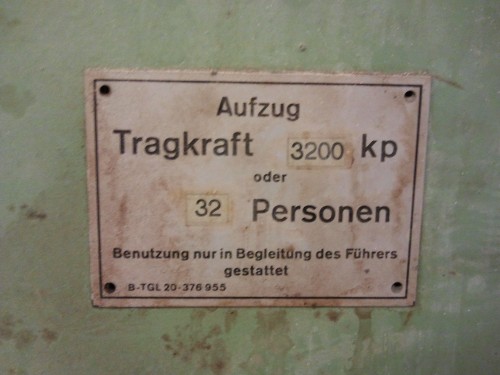 Aufzug
Tragkraft 3200 kp
oder
32 Personen
Benutzung nur in Begleitung des Führers
gestattet
B-TGL 20-376 955